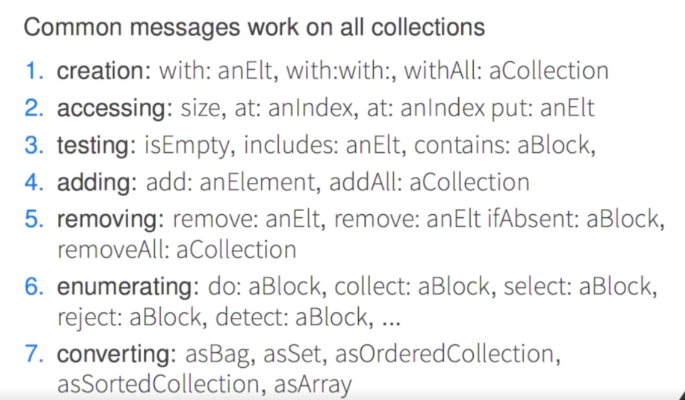 Common messages work on all collections
1. creation: with: anElt, with:with:, withAll: aCollection
2. accessing: size, at: anIndex, at: anIndex put: anElt
3. testing: isEmpty, includes: anElt, contains: aBlock,
4. adding: add: anElement, addAll: aCollection
5. removing: remove: anElt, remove: anElt ifAbsent: aBlock,
removeAll: aCollection
6. enumerating: do: aBlock, collect: aBlock, select: aBlock,
reject: aBlock, detect: aBlock, ...
7. converting: asBag, asSet, asOrderedCollection,
asSortedCollection, asArray